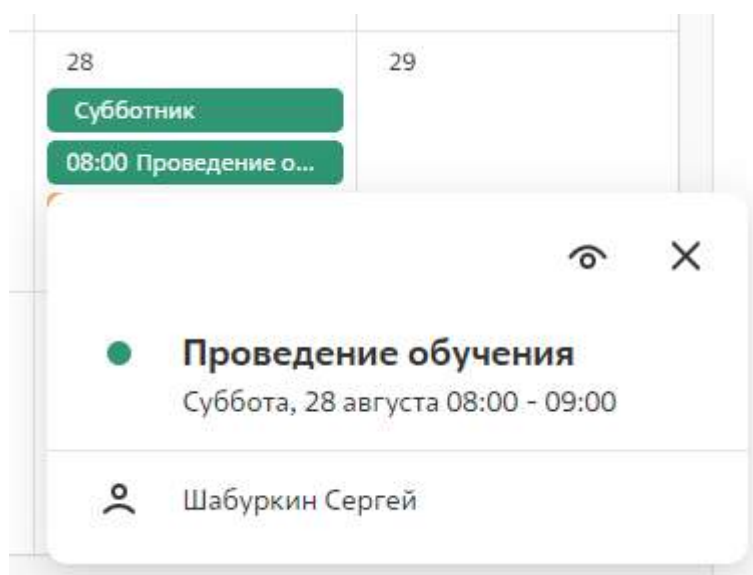 28
29
Субботник
08:00 Проведение о...
Проведение обучения
Суббота, 28 августа 08:00 - 09:00
Шабуркин Сергей